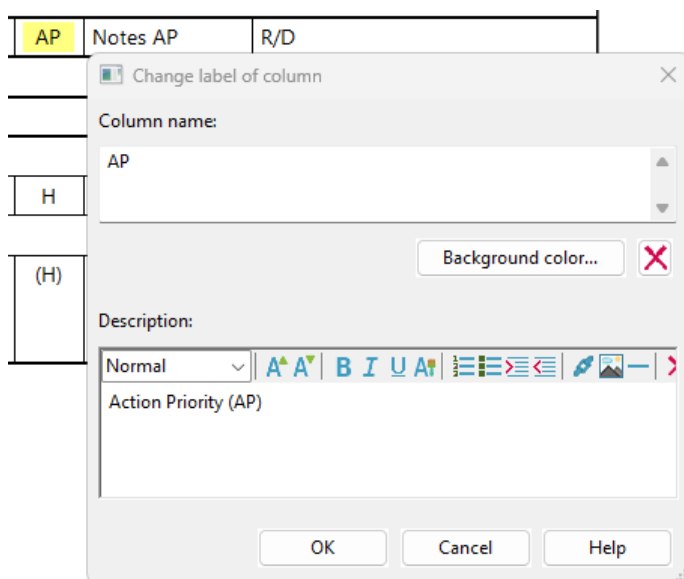 AP Notes AP R/D
Change label of column
Column name:
AP
H
Background color...
(H)
Description:
Normal A A B I U A
Action Priority (AP)
OK Cancel Help